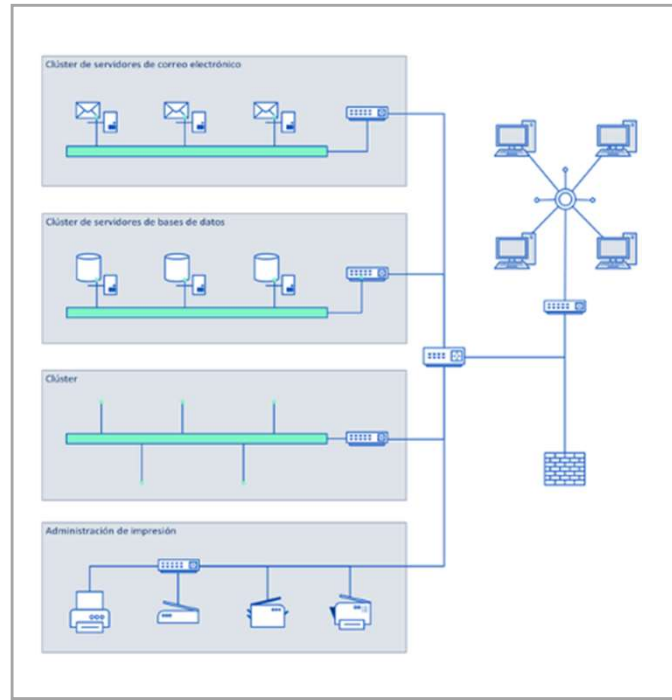 Clúster de servidores de correo electrónico
Clúster de servidores de bases de datos
Clúster
Administración de impresión